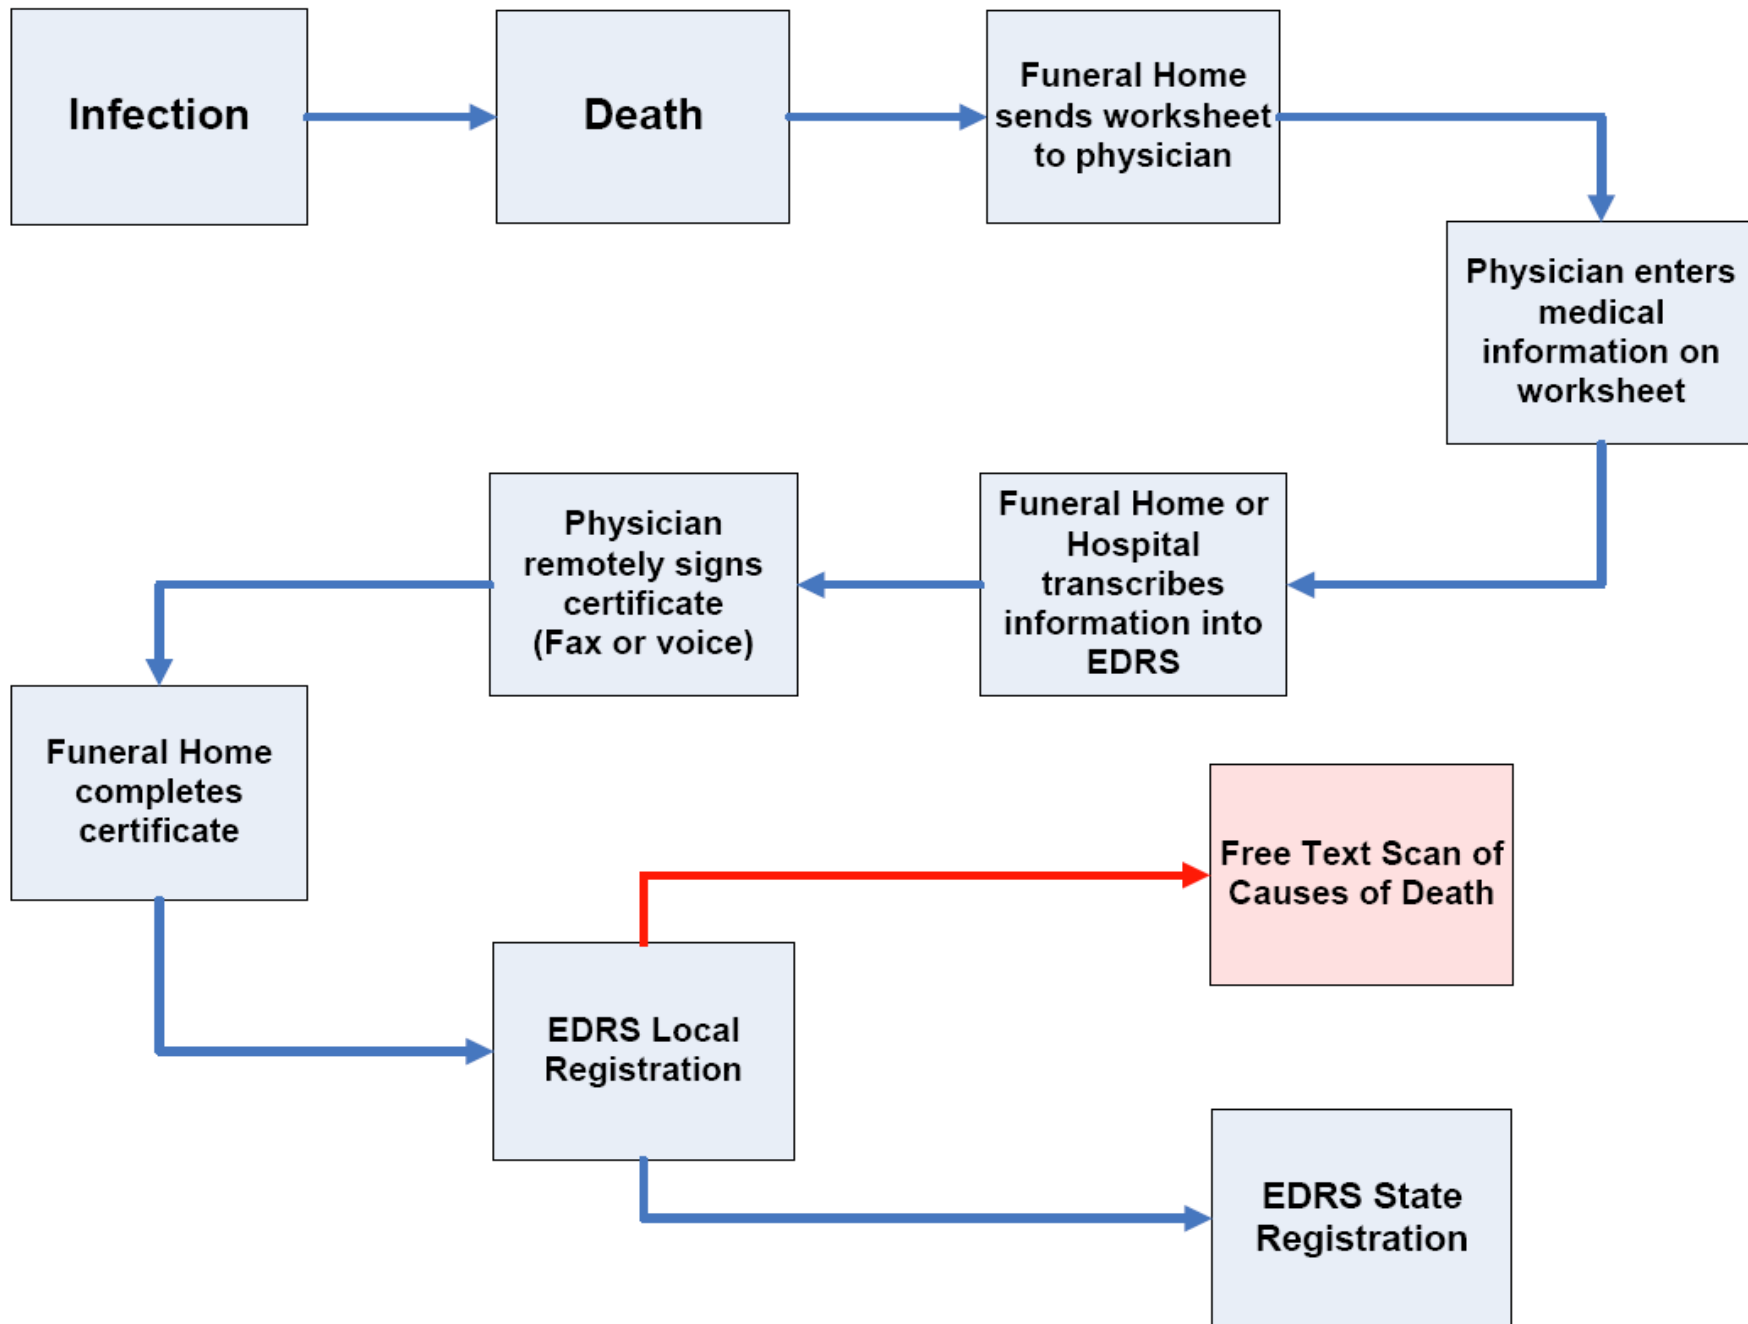 Infection
Death
Funeral Home
sends worksheet
to physician
Physician enters
medical
information on
worksheet
Funeral Home or
Hospital
transcribes
information into
EDRS
Physician
remotely signs
certificate
(Fax or voice)
Funeral Home
completes
certificate
Free Text Scan of
Causes of Death
EDRS Local
Registration
EDRS State
Registration